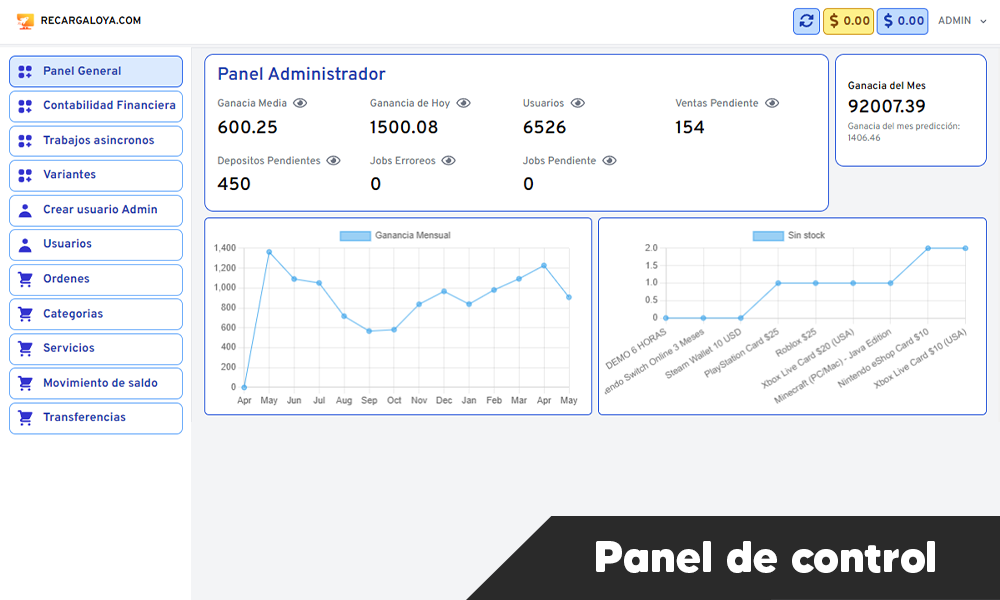 RECARGALOYA.COM
$ 0.00
$ 0.00
ADMIN
Panel General
Contabilidad Financiera
Trabajos asincronos
Variantes
Crear usuario Admin
Usuarios
Ordenes
Categorias
Servicios
Movimiento de saldo
Transferencias
Panel Administrador
Ganacia Media
Ganancia de Hoy
Usuarios
Ventas Pendiente
600.25
1500.08
6526
154
Depositos Pendientes
Jobs Erroreos
Jobs Pendiente
450
0
0
Ganacia del Mes
92007.39
Ganacia del mes predicción:
1406.46
Ganancia Mensual
1,400
1,200
1,000
800
600
400
200
0
Apr May Jun Jul Aug Sep Oct Nov Dec Jan Feb Mar Apr May
Sin stock
2.0
1.5
1.0
0.5
0
DEMO 6 HORAS
endo Switch Online 3 Meses
Steam Wallet 10 USD
PlayStation Card $25
Roblox $25
Xbox Live Card $20 (USA)
Minecraft (PC/Mac) - Java Edition
Nintendo eShop Card $10
Xbox Live Card $10 (USA)
Panel de control